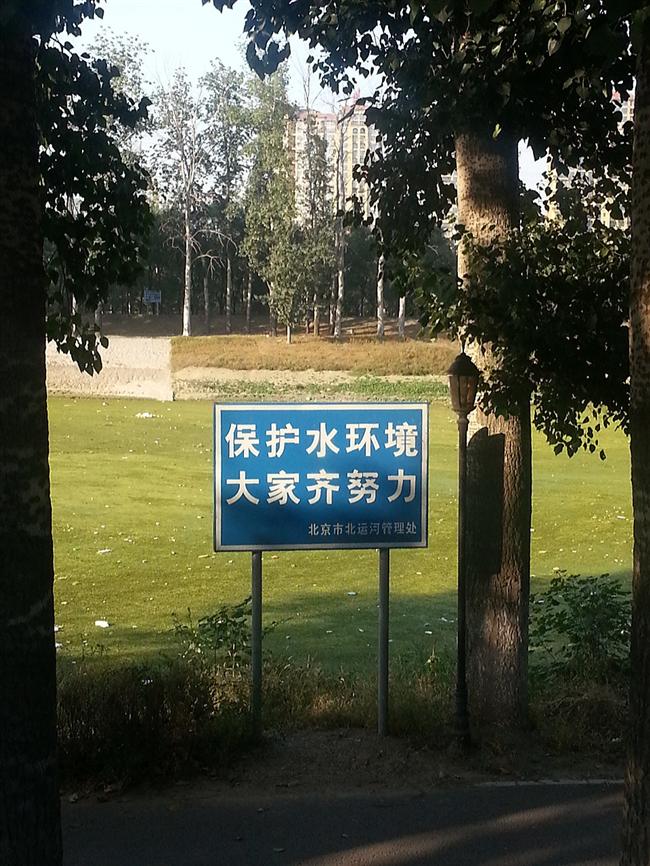 保护水环境
大家齐努力
北京市北运河管理处